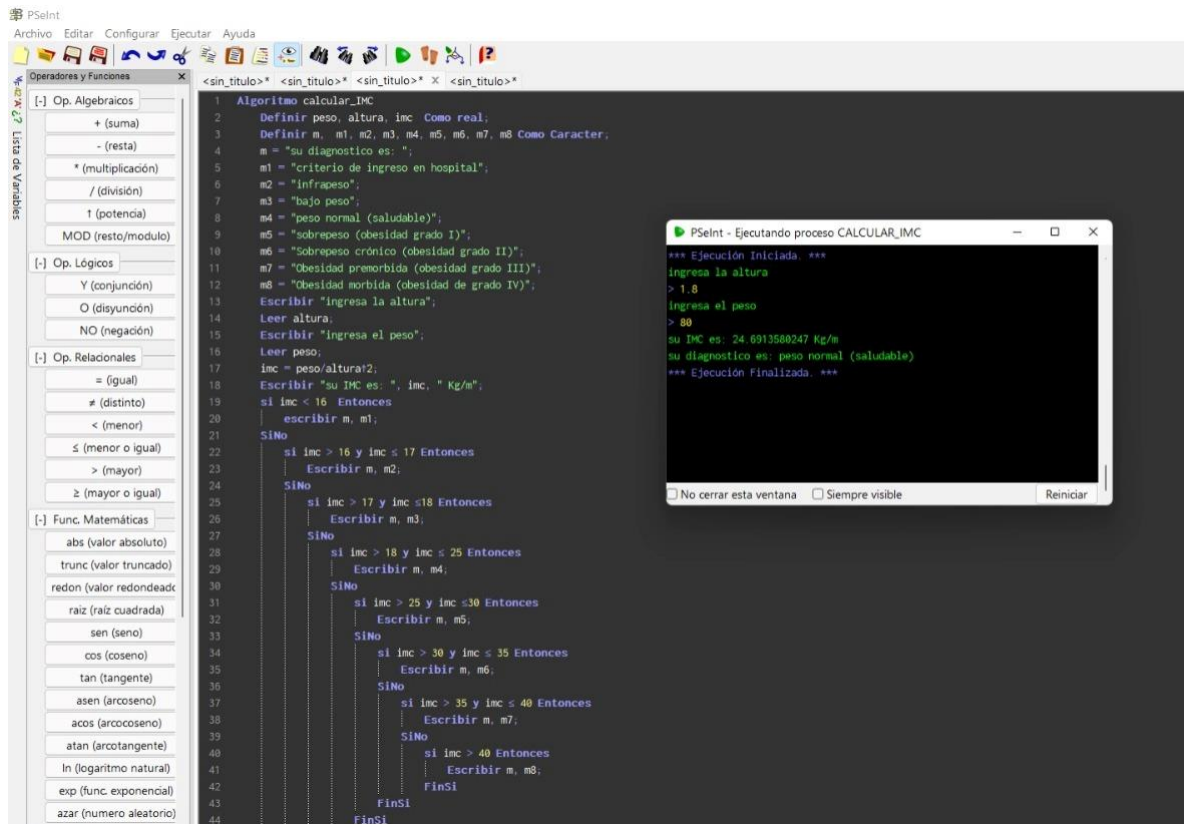 PSeInt
Archivo Editar Configurar Ejecutar Ayuda
Operadores y Funciones X
<sin_titulo>* <sin_titulo>* <sin_titulo>* X <sin_titulo>*
Lista de Variables
[-] Op. Algebraicos
+ (suma)
- (resta)
* (multiplicación)
/ (división)
↑ (potencia)
MOD (resto/modulo)
[-] Op. Lógicos
Y (conjunción)
O (disyunción)
NO (negación)
[-] Op. Relacionales
= (igual)
≠ (distinto)
< (menor)
≤ (menor o igual)
> (mayor)
≥ (mayor o igual)
[-] Func. Matemáticas
abs (valor absoluto)
trunc (valor truncado)
redon (valor redondeado
raiz (raíz cuadrada)
sen (seno)
cos (coseno)
tan (tangente)
asen (arcoseno)
acos (arcocoseno)
atan (arcotangente)
ln (logaritmo natural)
exp (func. exponencial)
azar (numero aleatorio)
1 Algoritmo calcular_IMC
2 Definir peso, altura, imc Como real;
3 Definir m, m1, m2, m3, m4, m5, m6, m7, m8 Como Caracter;
4 m = "su diagnostico es: ";
5 m1 = "criterio de ingreso en hospital";
6 m2 = "infrapeso";
7 m3 = "bajo peso";
8 m4 = "peso normal (saludable)";
9 m5 = "sobrepeso (obesidad grado I)";
10 m6 = "Sobrepeso crónico (obesidad grado II)";
11 m7 = "Obesidad premorbida (obesidad grado III)";
12 m8 = "Obesidad morbida (obesidad de grado IV)";
13 Escribir "ingresa la altura";
14 Leer altura;
15 Escribir "ingresa el peso";
16 Leer peso;
17 imc = peso/altura↑2;
18 Escribir "su IMC es: ", imc, " Kg/m";
19 si imc < 16 Entonces
20 escribir m, m1;
21 SiNo
22 si imc > 16 y imc ≤ 17 Entonces
23 Escribir m, m2;
24 SiNo
25 si imc > 17 y imc ≤18 Entonces
26 Escribir m, m3;
27 SiNo
28 si imc > 18 y imc ≤ 25 Entonces
29 Escribir m, m4;
30 SiNo
31 si imc > 25 y imc ≤30 Entonces
32 Escribir m, m5;
33 SiNo
34 si imc > 30 y imc ≤ 35 Entonces
35 Escribir m, m6;
36 SiNo
37 si imc > 35 y imc ≤ 40 Entonces
38 Escribir m, m7;
39 SiNo
40 si imc > 40 Entonces
41 Escribir m, m8;
42 FinSi
43 FinSi
44 FinSi
PSeInt - Ejecutando proceso CALCULAR_IMC
*** Ejecución Iniciada. ***
ingresa la altura
> 1.8
ingresa el peso
> 80
su IMC es: 24.6913580247 Kg/m
su diagnostico es: peso normal (saludable)
*** Ejecución Finalizada. ***
No cerrar esta ventana Siempre visible Reiniciar